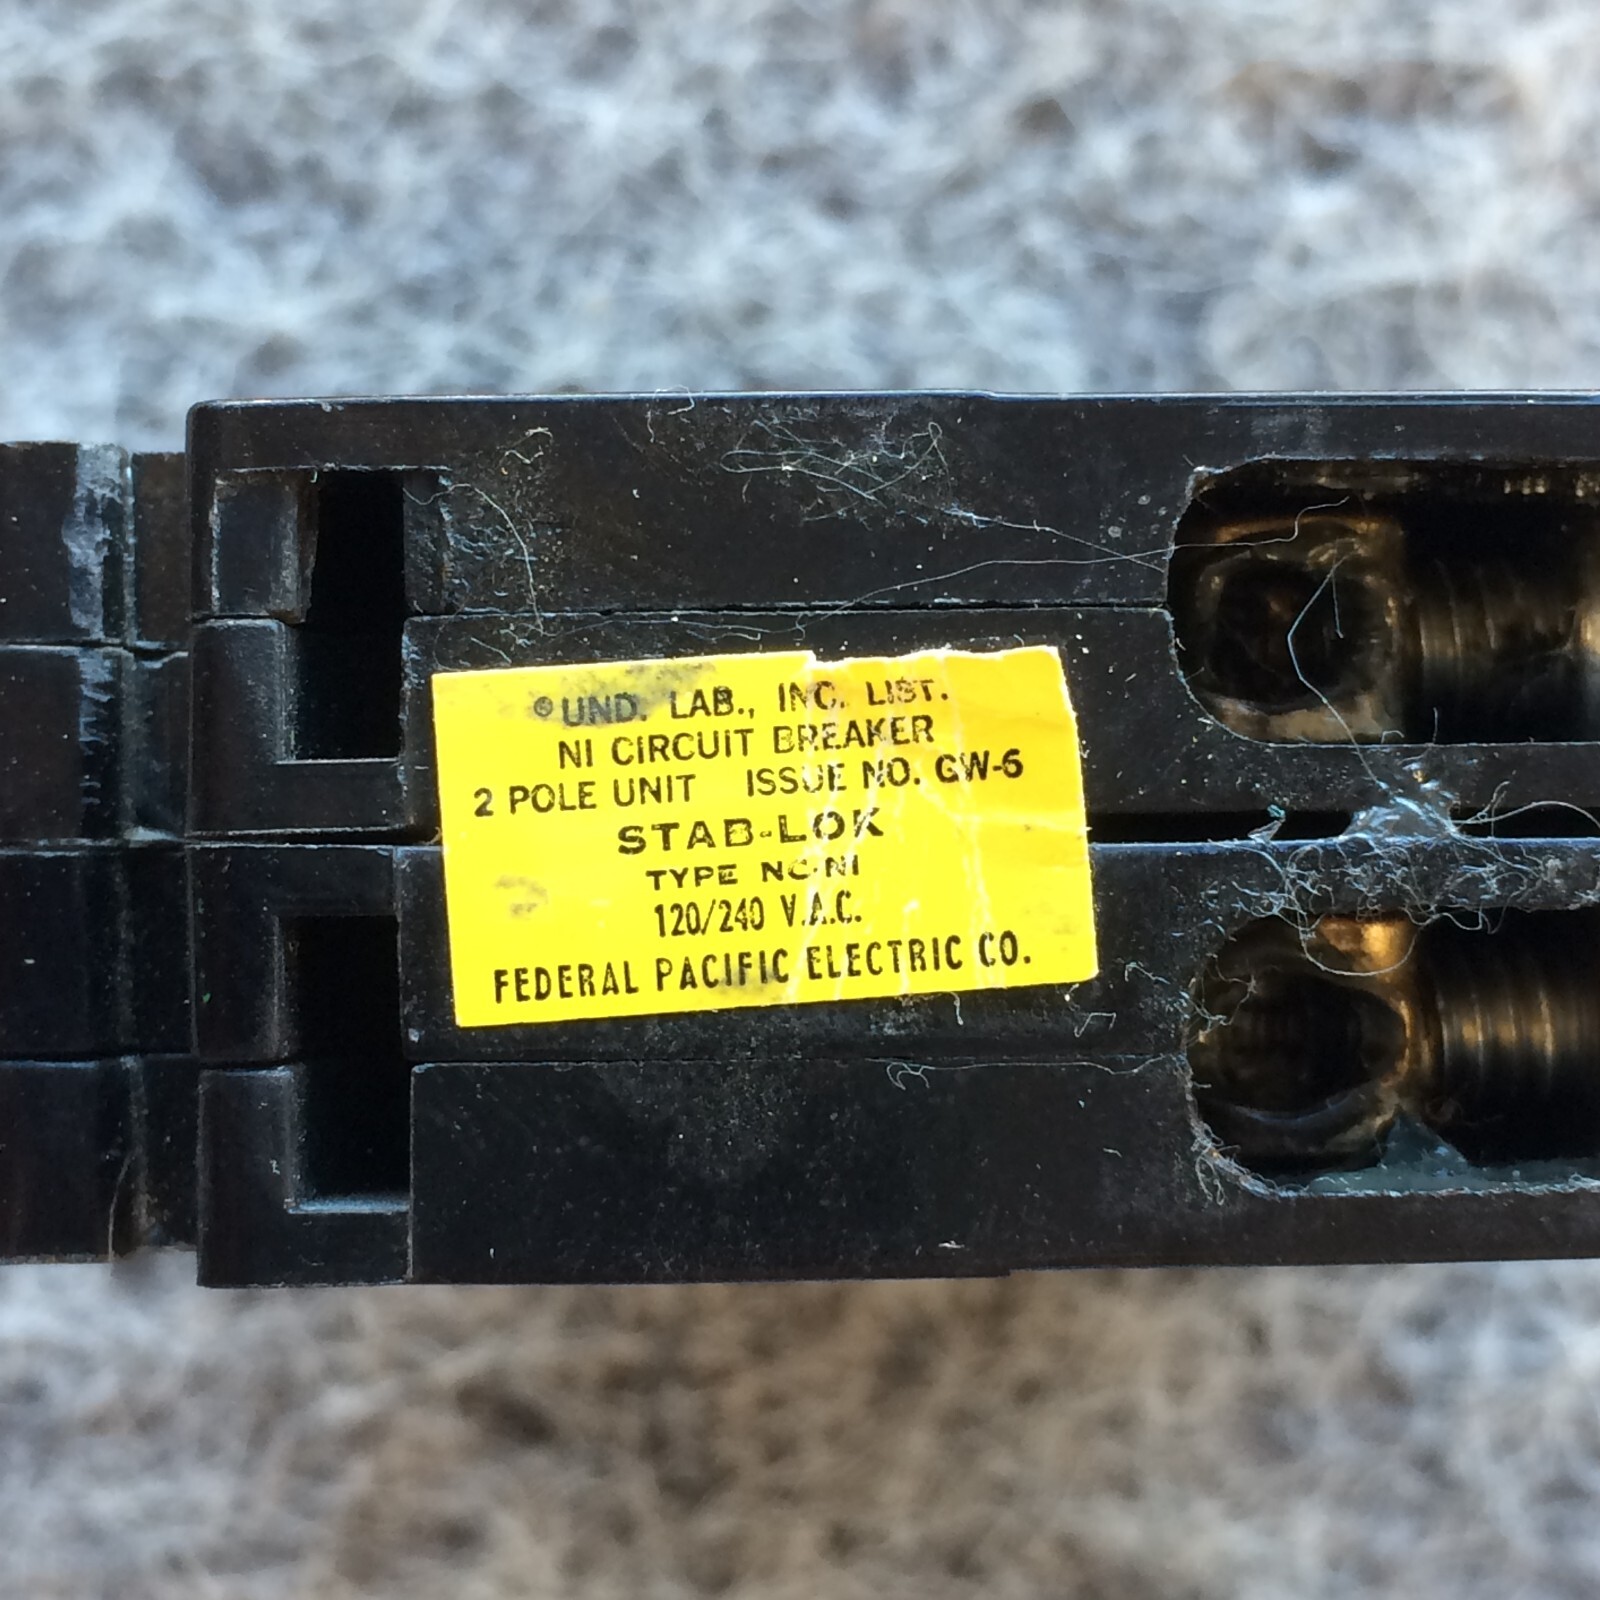 UND. LAB., INC. LIST.
NI CIRCUIT BREAKER
2 POLE UNIT ISSUE NO. GW-6
STAB-LOK
TYPE NC-NI
120/240 V.A.C.
FEDERAL PACIFIC ELECTRIC CO.